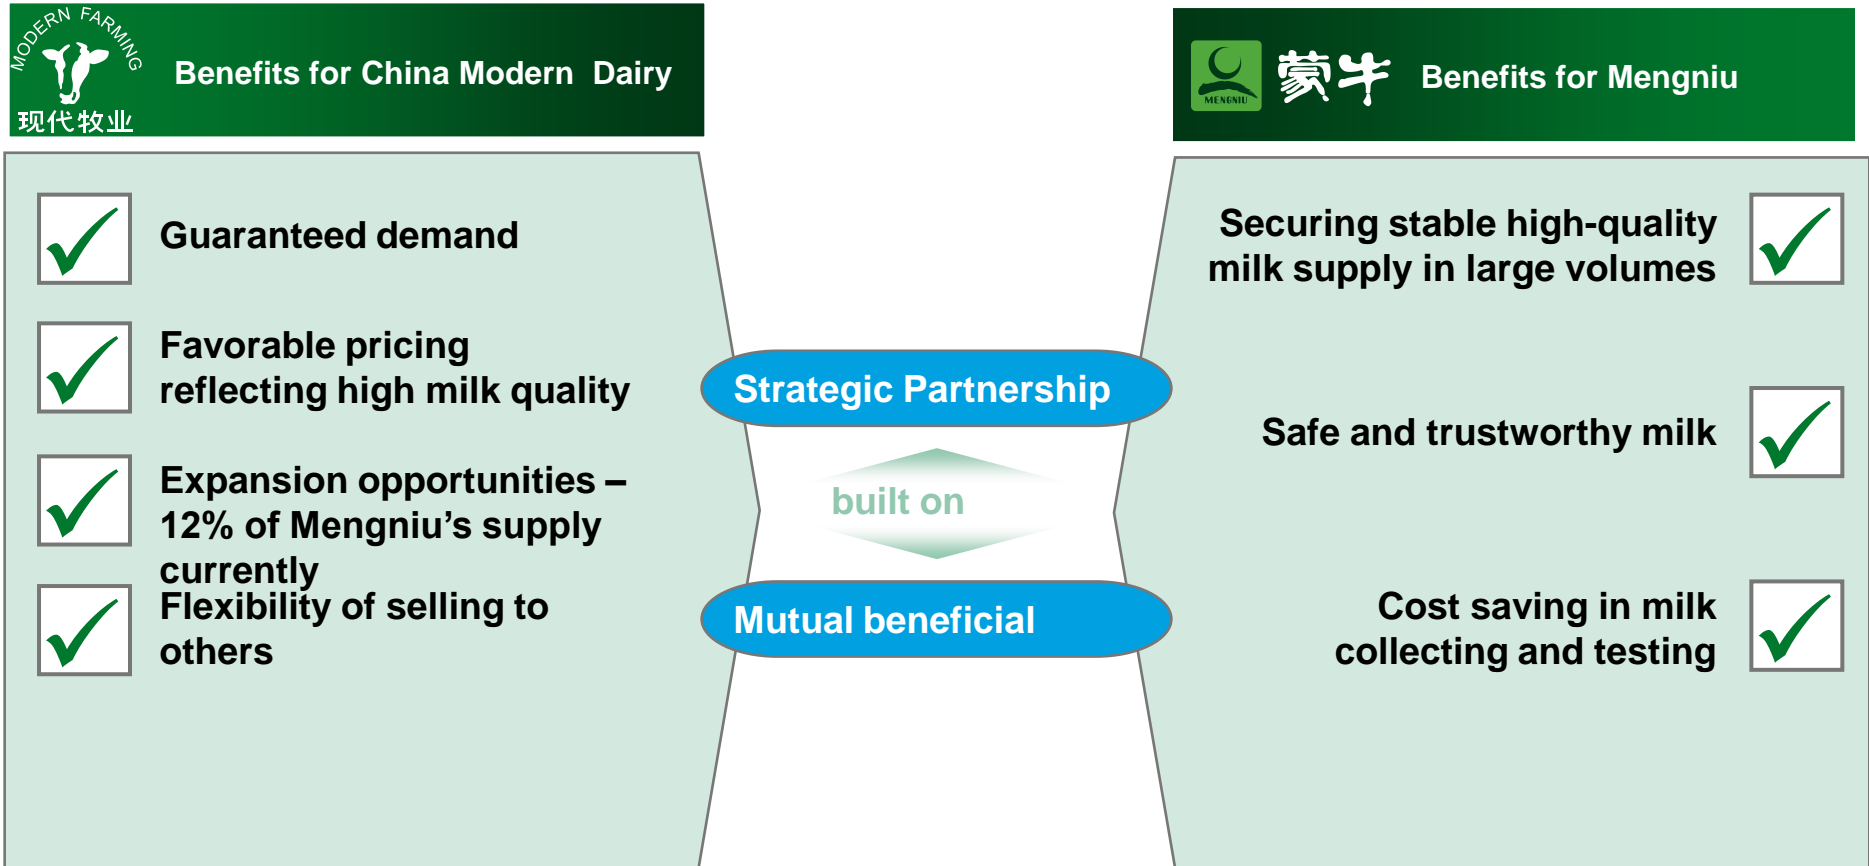 MODERN FARMING
现代牧业
Benefits for China Modern Dairy
Guaranteed demand
Favorable pricing
reflecting high milk quality
Expansion opportunities –
12% of Mengniu’s supply
currently
Flexibility of selling to
others
Strategic Partnership
built on
Mutual beneficial
MENGNIU
蒙牛
Benefits for Mengniu
Securing stable high-quality
milk supply in large volumes
Safe and trustworthy milk
Cost saving in milk
collecting and testing